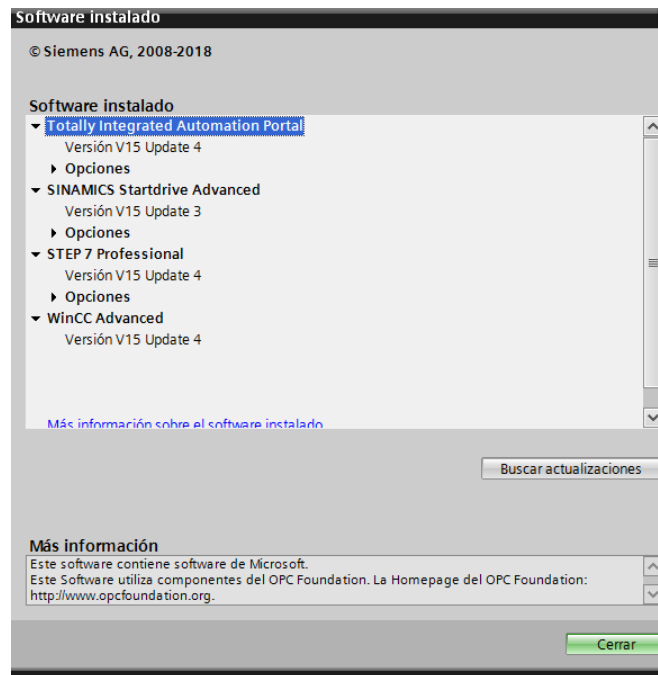 Software instalado
© Siemens AG, 2008-2018
Software instalado
Totally Integrated Automation Portal
Versión V15 Update 4
Opciones
SINAMICS Startdrive Advanced
Versión V15 Update 3
Opciones
STEP 7 Professional
Versión V15 Update 4
Opciones
WinCC Advanced
Versión V15 Update 4
Más información sobre el software instalado
Buscar actualizaciones
Más información
Este software contiene software de Microsoft.
Este Software utiliza componentes del OPC Foundation. La Homepage del OPC Foundation:
http://www.opcfoundation.org.
Cerrar